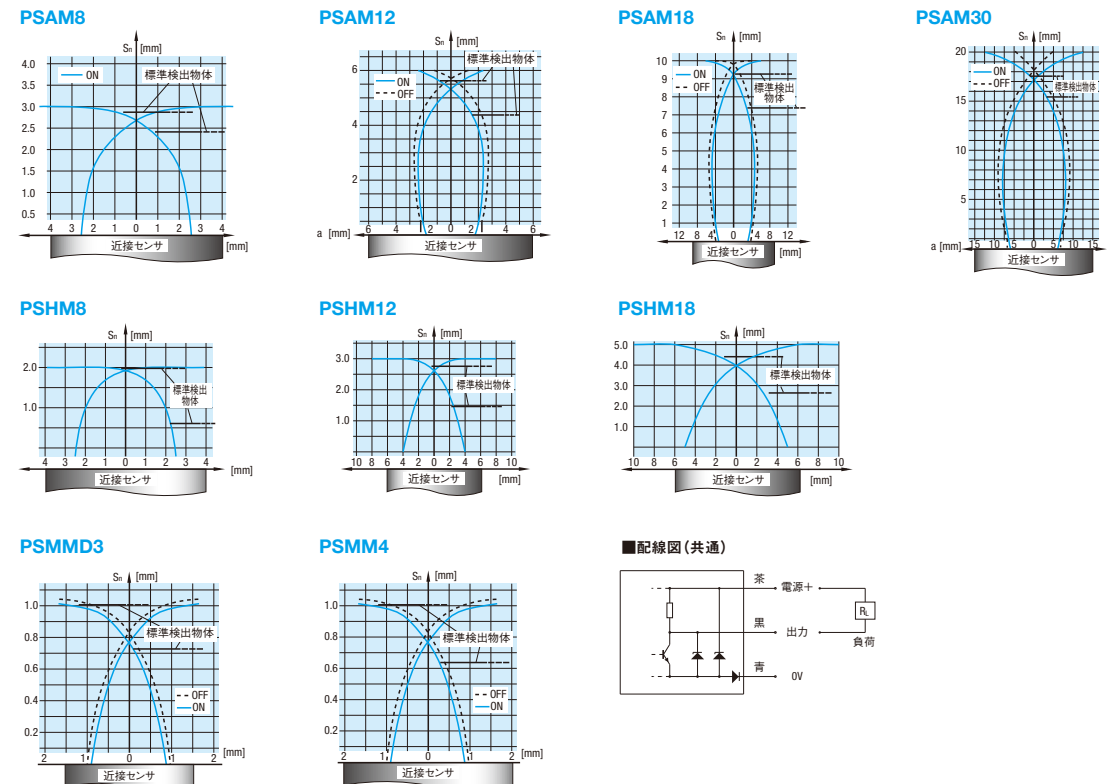 PSAM8
Sn [mm]
4.0
3.5
3.0
2.5
2.0
1.5
1.0
0.5
ON
標準検出物体
4 3 2 1 0 1 2 3 4
[mm]
近接センサ
PSAM12
Sn [mm]
6
4
2
ON
OFF
標準検出物体
a [mm]
6 4 2 0 2 4 6
近接センサ
PSAM18
Sn [mm]
10
9
8
7
6
5
4
3
2
1
ON
OFF
標準検出
物体
12 8 4 0 4 8 12
[mm]
近接センサ
PSAM30
Sn [mm]
20
15
10
5
ON
OFF
標準検出物体
a [mm]
15 10 5 0 5 10 15
近接センサ
PSHM8
Sn [mm]
2.0
1.0
標準検出
物体
4 3 2 1 0 1 2 3 4
[mm]
近接センサ
PSHM12
Sn [mm]
3.0
2.0
1.0
標準検出物体
10 8 6 4 2 0 2 4 6 8 10
[mm]
近接センサ
PSHM18
Sn [mm]
5.0
4.0
3.0
2.0
1.0
標準検出物体
10 8 6 4 2 0 2 4 6 8 10
[mm]
近接センサ
PSMMD3
Sn [mm]
1.0
0.8
0.6
0.4
0.2
標準検出物体
OFF
ON
2 1 0 1 2
[mm]
近接センサ
PSMM4
Sn [mm]
1.0
0.8
0.6
0.4
0.2
標準検出物体
OFF
ON
2 1 0 1 2
[mm]
近接センサ
■配線図(共通)
茶
電源+
RL
黒
出力
負荷
青
0V